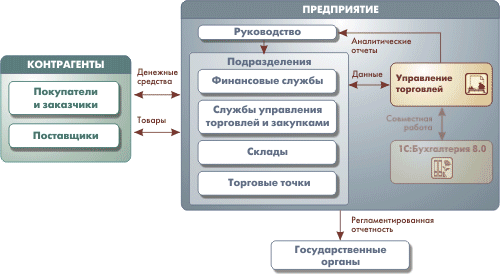 ПРЕДПРИЯТИЕ
Руководство
Аналитические
отчеты
КОНТРАГЕНТЫ
Покупатели
и заказчики
Поставщики
Денежные
средства
Товары
Подразделения
Финансовые службы
Службы управления
торговлей и закупками
Склады
Торговые точки
Данные
Управление
торговлей
Совместная
работа
1С:Бухгалтерия 8.0
Регламентированная
отчетность
Государственные
органы